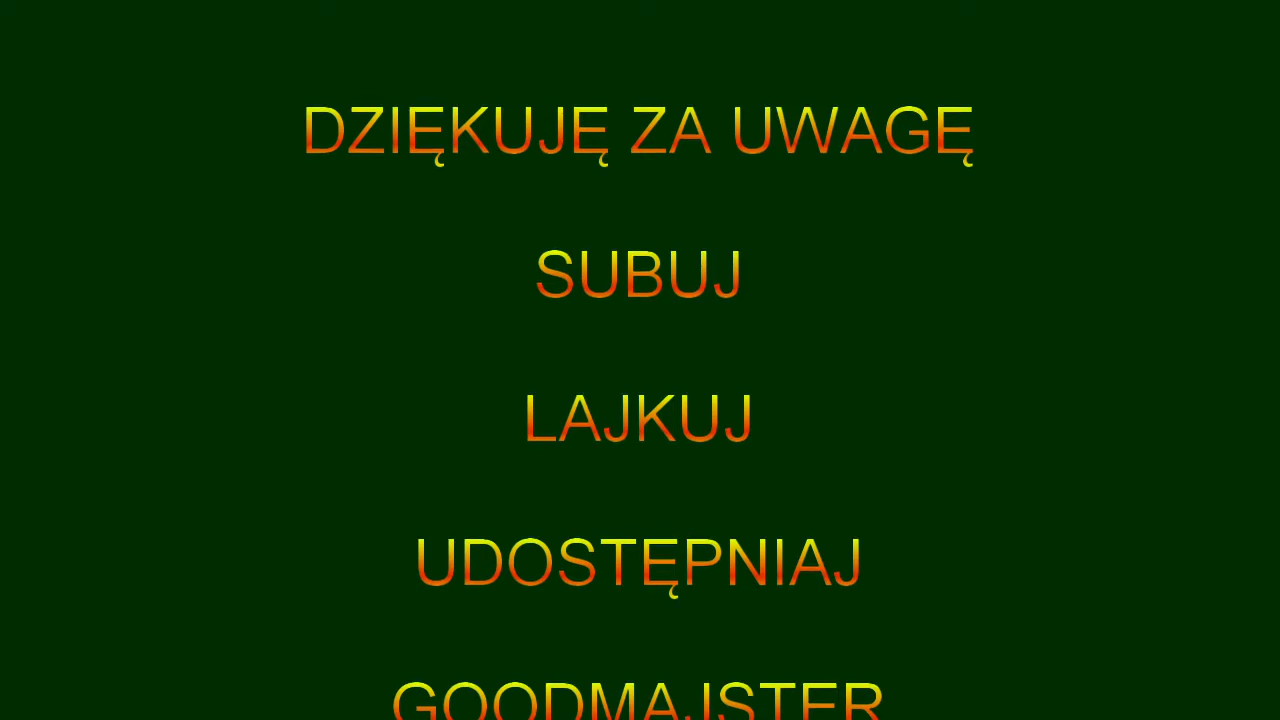 DZIĘKUJĘ ZA UWAGĘ
SUBUJ
LAJKUJ
UDOSTĘPNIAJ
GOODMAJSTER